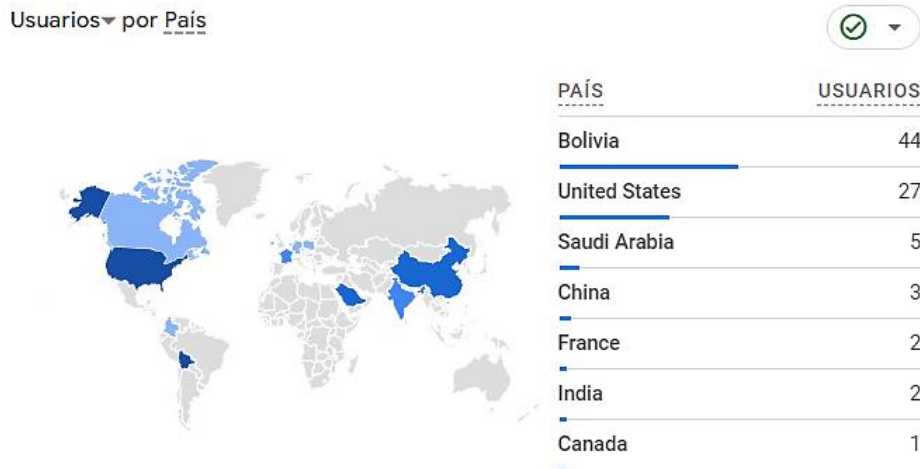 Usuarios por País
PAÍS USUARIOS
Bolivia 44
United States 27
Saudi Arabia 5
China 3
France 2
India 2
Canada 1